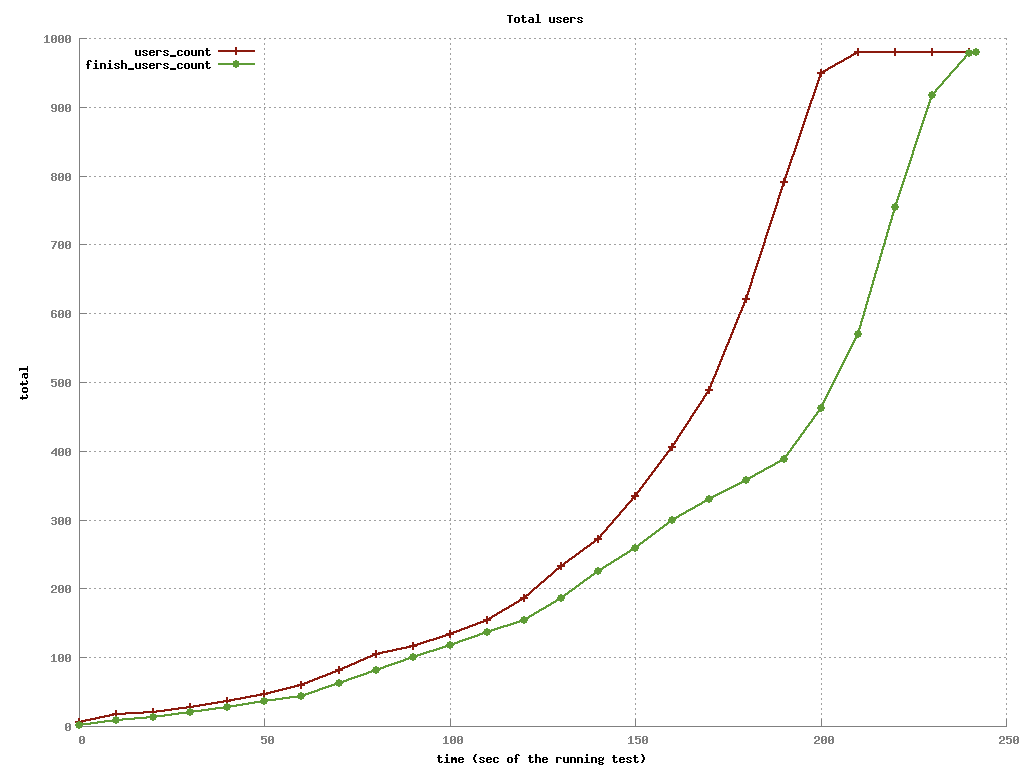 Total users
users_count
finish_users_count
1000
900
800
700
600
500
400
300
200
100
0
total
0 50 100 150 200 250
time (sec of the running test)